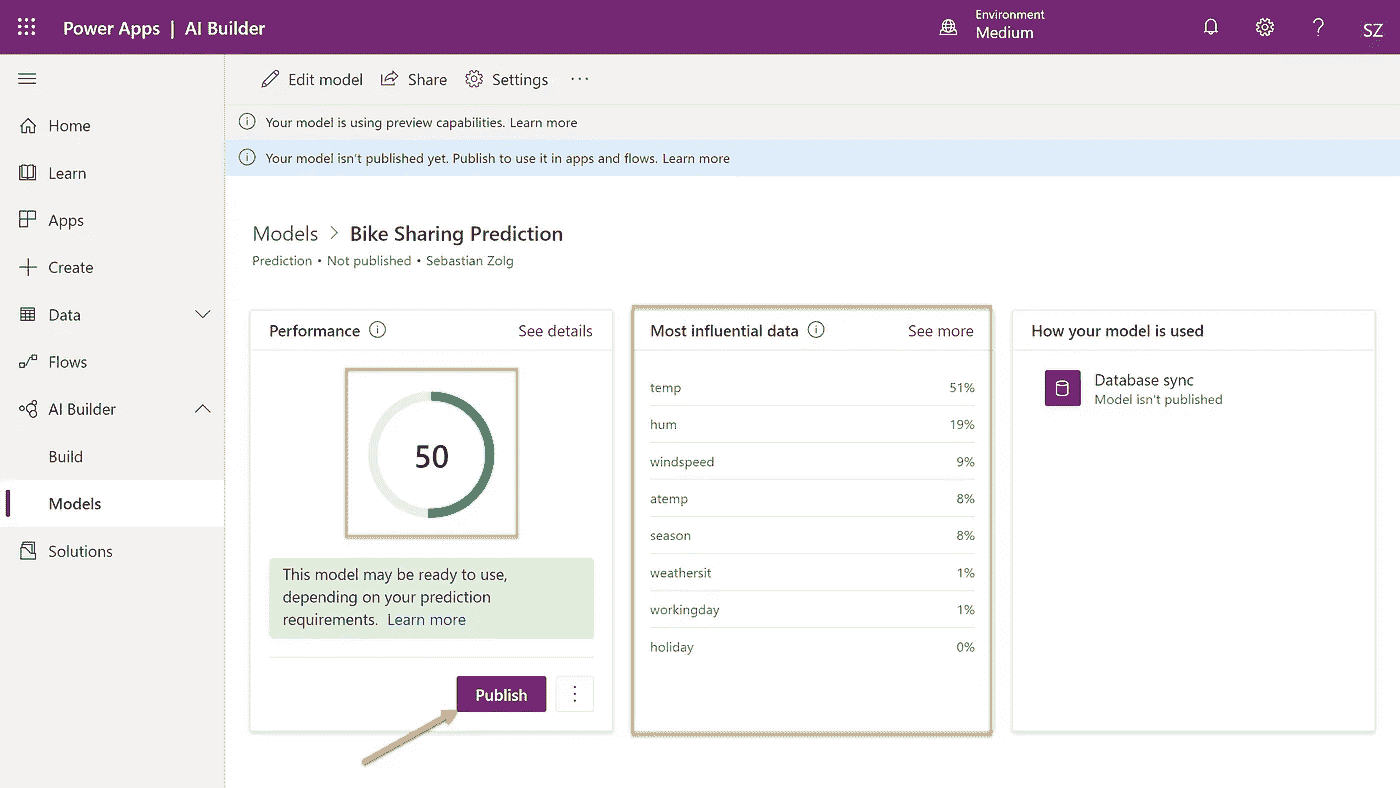 Power Apps | AI Builder
Environment
Medium
SZ
Edit model
Share
Settings
Your model is using preview capabilities. Learn more
Your model isn't published yet. Publish to use it in apps and flows. Learn more
Home
Learn
Apps
Create
Data
Flows
AI Builder
Build
Models
Solutions
Models > Bike Sharing Prediction
Prediction • Not published • Sebastian Zolg
Performance
See details
50
This model may be ready to use,
depending on your prediction
requirements. Learn more
Publish
Most influential data
See more
temp 51%
hum 19%
windspeed 9%
atemp 8%
season 8%
weathersit 1%
workingday 1%
holiday 0%
How your model is used
Database sync
Model isn't published